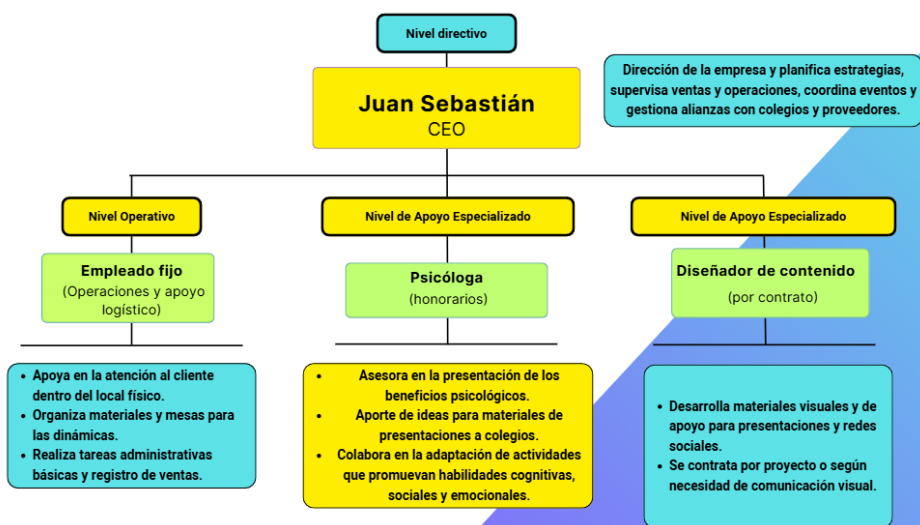 Nivel directivo
Juan Sebastián
CEO
Dirección de la empresa y planifica estrategias,
supervisa ventas y operaciones, coordina eventos y
gestiona alianzas con colegios y proveedores.
Nivel Operativo
Empleado fijo
(Operaciones y apoyo
logístico)
• Apoya en la atención al cliente
dentro del local físico.
• Organiza materiales y mesas para
las dinámicas.
• Realiza tareas administrativas
básicas y registro de ventas.
Nivel de Apoyo Especializado
Psicóloga
(honorarios)
• Asesora en la presentación de los
beneficios psicológicos.
• Aporte de ideas para materiales de
presentaciones a colegios.
• Colabora en la adaptación de actividades
que promuevan habilidades cognitivas,
sociales y emocionales.
Nivel de Apoyo Especializado
Diseñador de contenido
(por contrato)
• Desarrolla materiales visuales y de
apoyo para presentaciones y redes
sociales.
• Se contrata por proyecto o según
necesidad de comunicación visual.